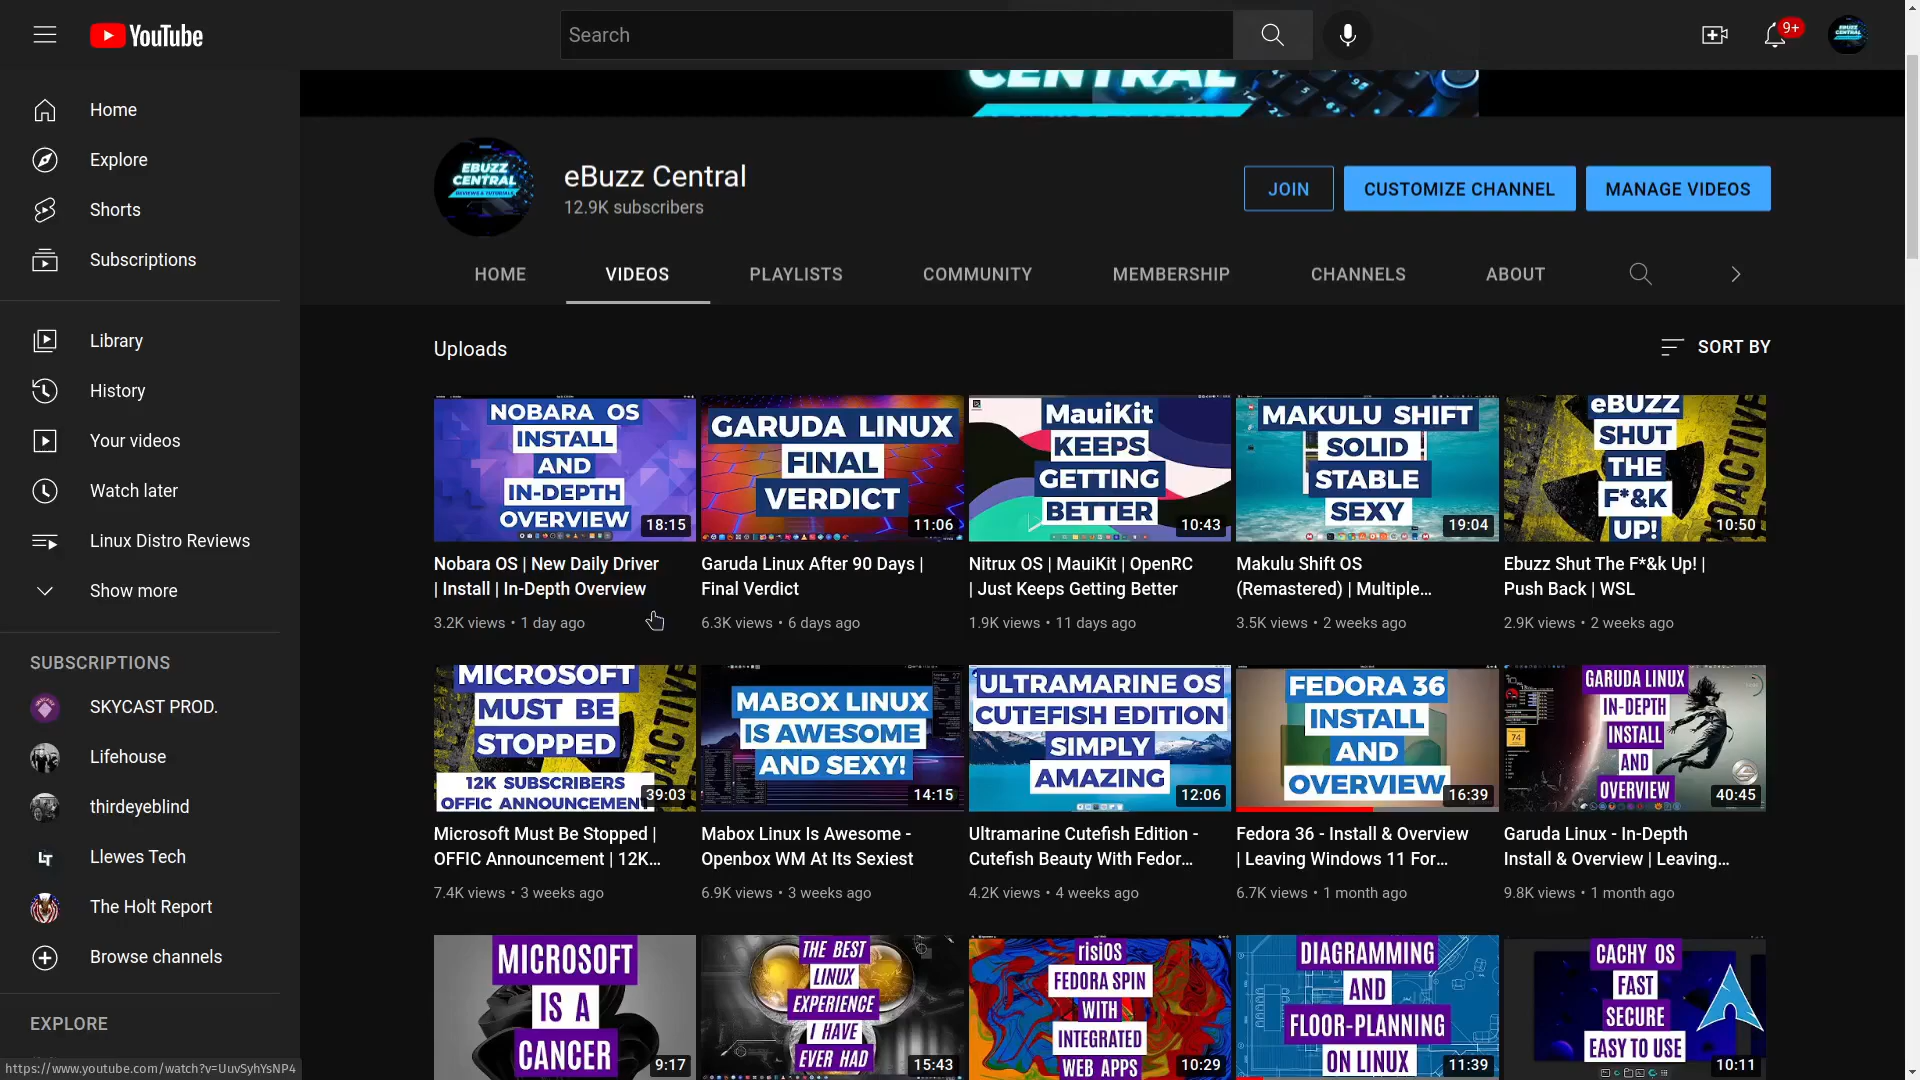 YouTube
Search
9+
Home
Explore
Shorts
Subscriptions
Library
History
Your videos
Watch later
Linux Distro Reviews
Show more
SUBSCRIPTIONS
SKYCAST PROD.
Lifehouse
thirdeyeblind
LT
Llewes Tech
The Holt Report
Browse channels
EXPLORE
https://www.youtube.com/watch?v=UuvSyhYsNP4
CENTRAL
EBUZZ
CENTRAL
REVIEWS & TUTORIALS
eBuzz Central
12.9K subscribers
JOIN
CUSTOMIZE CHANNEL
MANAGE VIDEOS
HOME
VIDEOS
PLAYLISTS
COMMUNITY
MEMBERSHIP
CHANNELS
ABOUT
Uploads
SORT BY
NOBARA OS
INSTALL
AND
IN-DEPTH
OVERVIEW
18:15
Nobara OS | New Daily Driver
| Install | In-Depth Overview
3.2K views • 1 day ago
GARUDA LINUX
FINAL
VERDICT
11:06
Garuda Linux After 90 Days |
Final Verdict
6.3K views • 6 days ago
MauiKit
KEEPS
GETTING
BETTER
10:43
Nitrux OS | MauiKit | OpenRC
| Just Keeps Getting Better
1.9K views • 11 days ago
MAKULU SHIFT
SOLID
STABLE
SEXY
19:04
Makulu Shift OS
(Remastered) | Multiple...
3.5K views • 2 weeks ago
eBUZZ
SHUT
THE
F*&K
UP!
10:50
Ebuzz Shut The F*&k Up! |
Push Back | WSL
2.9K views • 2 weeks ago
MICROSOFT
MUST BE
STOPPED
12K SUBSCRIBERS
OFFIC ANNOUNCEMENT
39:03
Microsoft Must Be Stopped |
OFFIC Announcement | 12K...
7.4K views • 3 weeks ago
MABOX LINUX
IS AWESOME
AND SEXY!
14:15
Mabox Linux Is Awesome -
Openbox WM At Its Sexiest
6.9K views • 3 weeks ago
ULTRAMARINE OS
CUTEFISH EDITION
SIMPLY
AMAZING
12:06
Ultramarine Cutefish Edition -
Cutefish Beauty With Fedor...
4.2K views • 4 weeks ago
FEDORA 36
INSTALL
AND
OVERVIEW
16:39
Fedora 36 - Install & Overview
| Leaving Windows 11 For...
6.7K views • 1 month ago
GARUDA LINUX
IN-DEPTH
INSTALL
AND
OVERVIEW
74
40:45
Garuda Linux - In-Depth
Install & Overview | Leaving...
9.8K views • 1 month ago
MICROSOFT
IS A
CANCER
9:17
THE BEST
LINUX
EXPERIENCE
I HAVE
EVER HAD
15:43
risiOS
FEDORA SPIN
WITH
INTEGRATED
WEB APPS
10:29
DIAGRAMMING
AND
FLOOR-PLANNING
ON LINUX
11:39
CACHY OS
FAST
SECURE
EASY TO USE
10:11